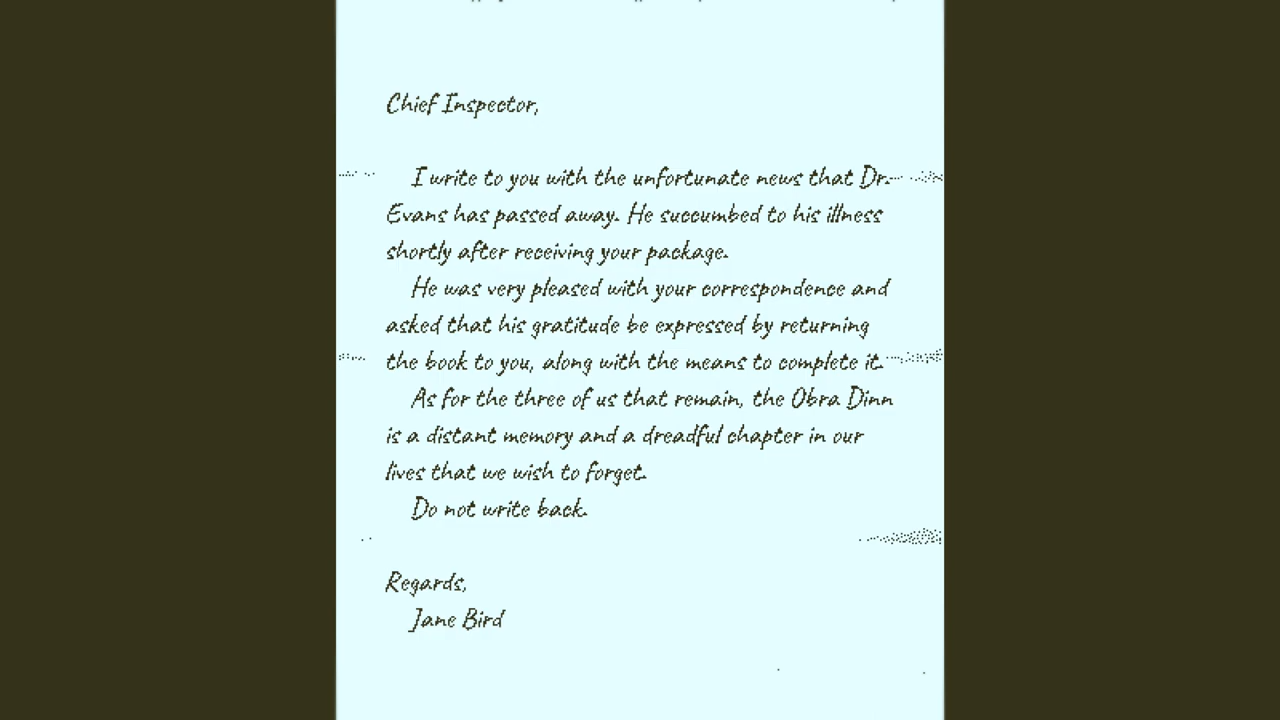 Chief Inspector,
I write to you with the unfortunate news that Dr.
Evans has passed away. He succumbed to his illness
shortly after receiving your package.
He was very pleased with your correspondence and
asked that his gratitude be expressed by returning
the book to you, along with the means to complete it.
As for the three of us that remain, the Obra Dinn
is a distant memory and a dreadful chapter in our
lives that we wish to forget.
Do not write back.
Regards,
Jane Bird